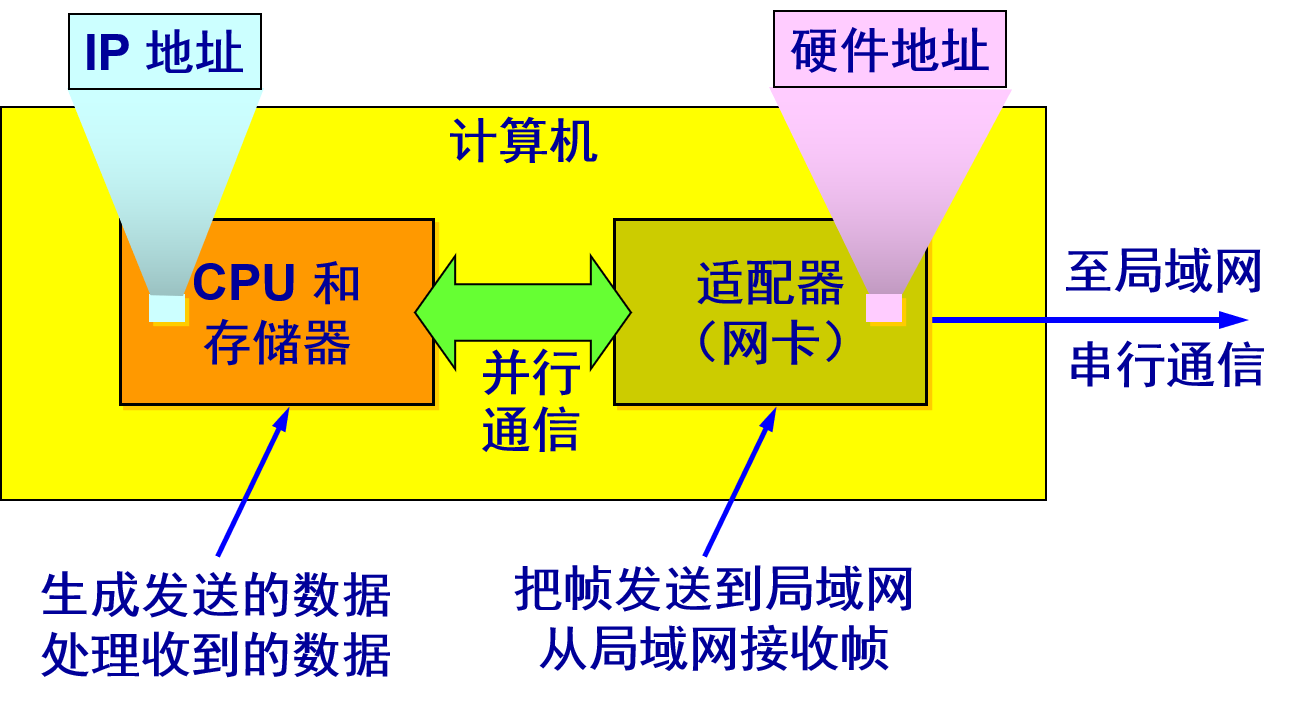 IP 地址
硬件地址
计算机
CPU 和
存储器
适配器
（网卡）
并行
通信
至局域网
串行通信
生成发送的数据
处理收到的数据
把帧发送到局域网
从局域网接收帧